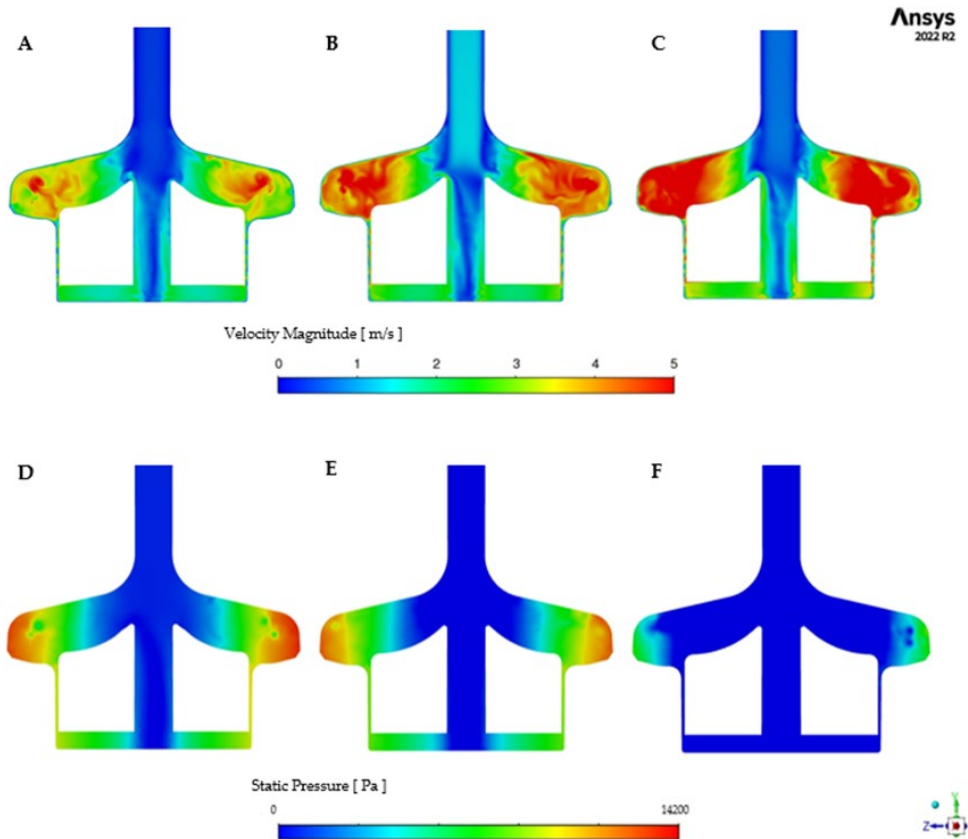 Ansys
2022 R2
A
B
C
Velocity Magnitude [ m/s ]
0 1 2 3 4 5
D
E
F
Static Pressure [ Pa ]
0 14200
Y
Z